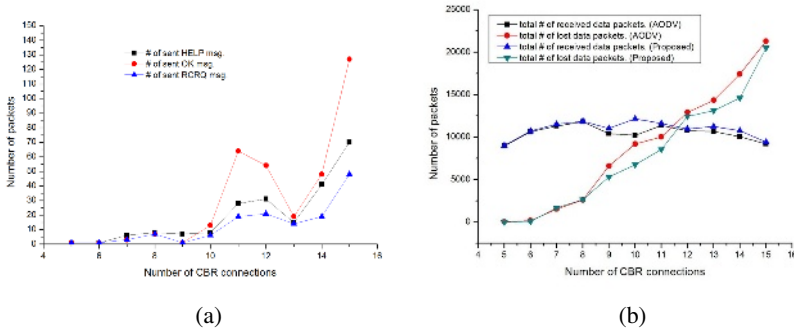 150
140
130
120
110
100
90
80
70
60
50
40
30
20
10
0
Number of packets
# of sent HELP msg.
# of sent OK msg.
# of sent RCRQ msg.
4 6 8 10 12 14 16
Number of CBR connections
(a)
25000
20000
15000
10000
5000
0
Number of packets
total # of received data packets. (AODV)
total # of lost data packets. (AODV)
total # of received data packets. (Proposed)
total # of lost data packets. (Proposed)
4 5 6 7 8 9 10 11 12 13 14 15 16
Number of CBR connections
(b)